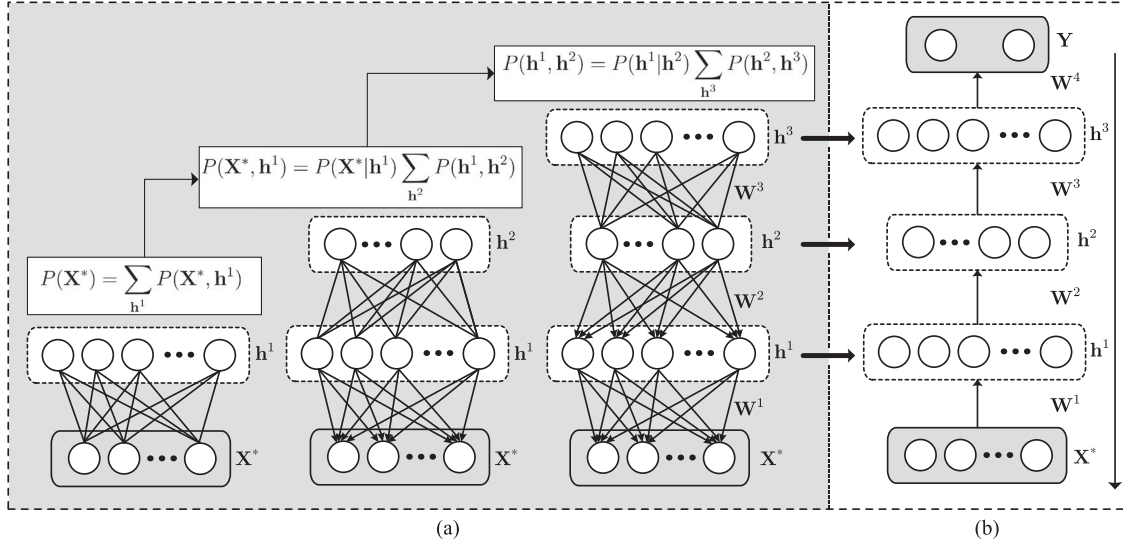 P(h¹, h²) = P(h¹|h²) ∑ P(h², h³)
h³
P(X*, h¹) = P(X*|h¹) ∑ P(h¹, h²)
h²
P(X*) = ∑ P(X*, h¹)
h¹
h¹
X*
h²
h¹
X*
h³
W³
h²
W²
h¹
W¹
X*
(a)
Y
W⁴
h³
W³
h²
W²
h¹
W¹
X*
(b)